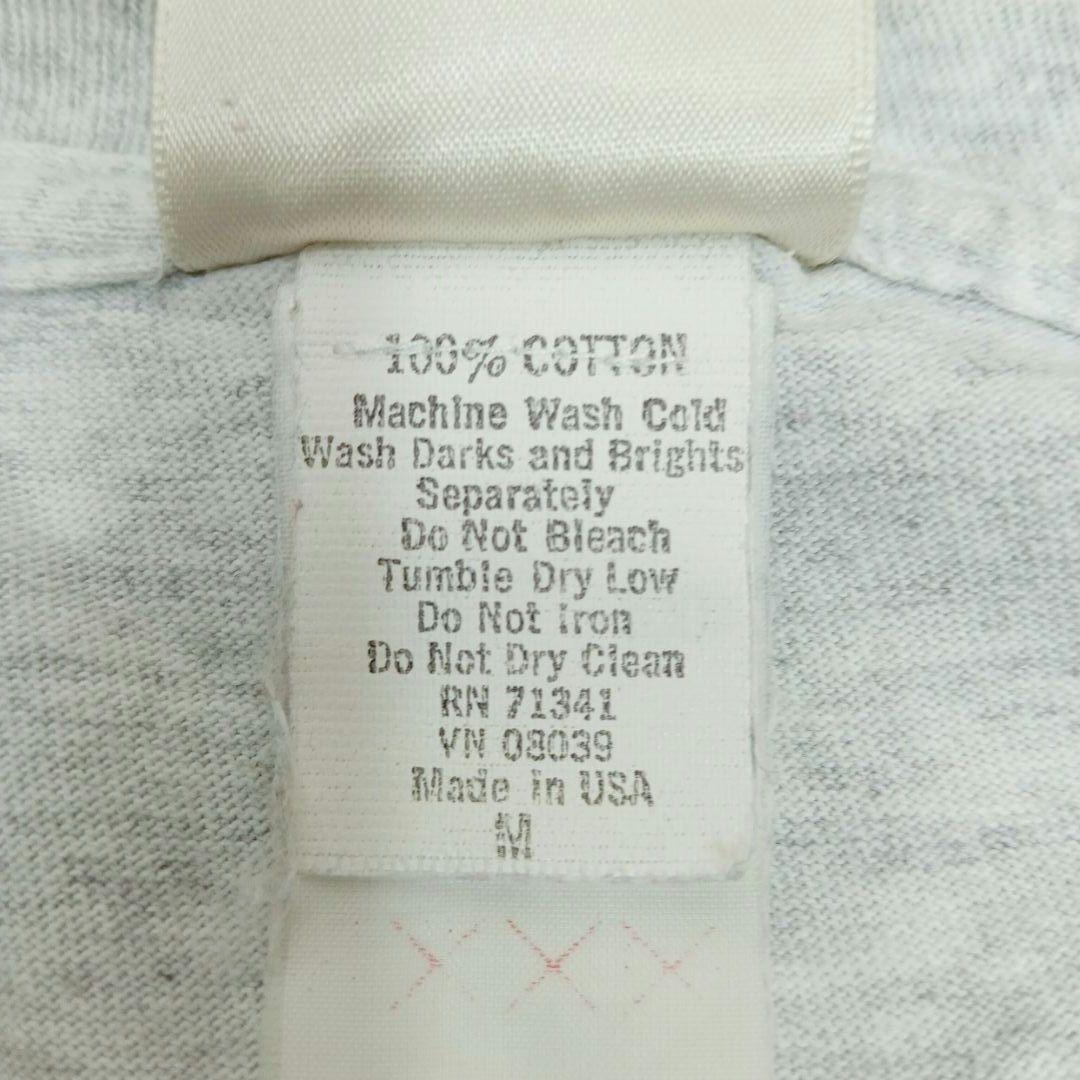 100% COTTON
Machine Wash Cold
Wash Darks and Brights
Separately
Do Not Bleach
Tumble Dry Low
Do Not Iron
Do Not Dry Clean
RN 71341
VN 08039
Made in USA
M